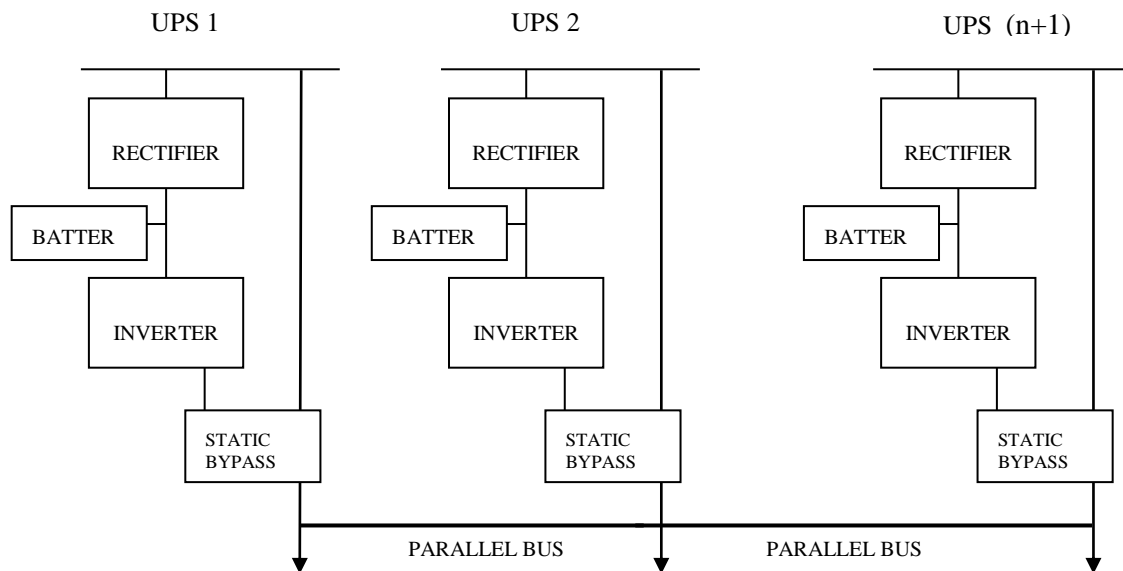 UPS 1
UPS 2
UPS (n+1)
RECTIFIER
RECTIFIER
RECTIFIER
BATTER
BATTER
BATTER
INVERTER
INVERTER
INVERTER
STATIC
BYPASS
STATIC
BYPASS
STATIC
BYPASS
PARALLEL BUS
PARALLEL BUS